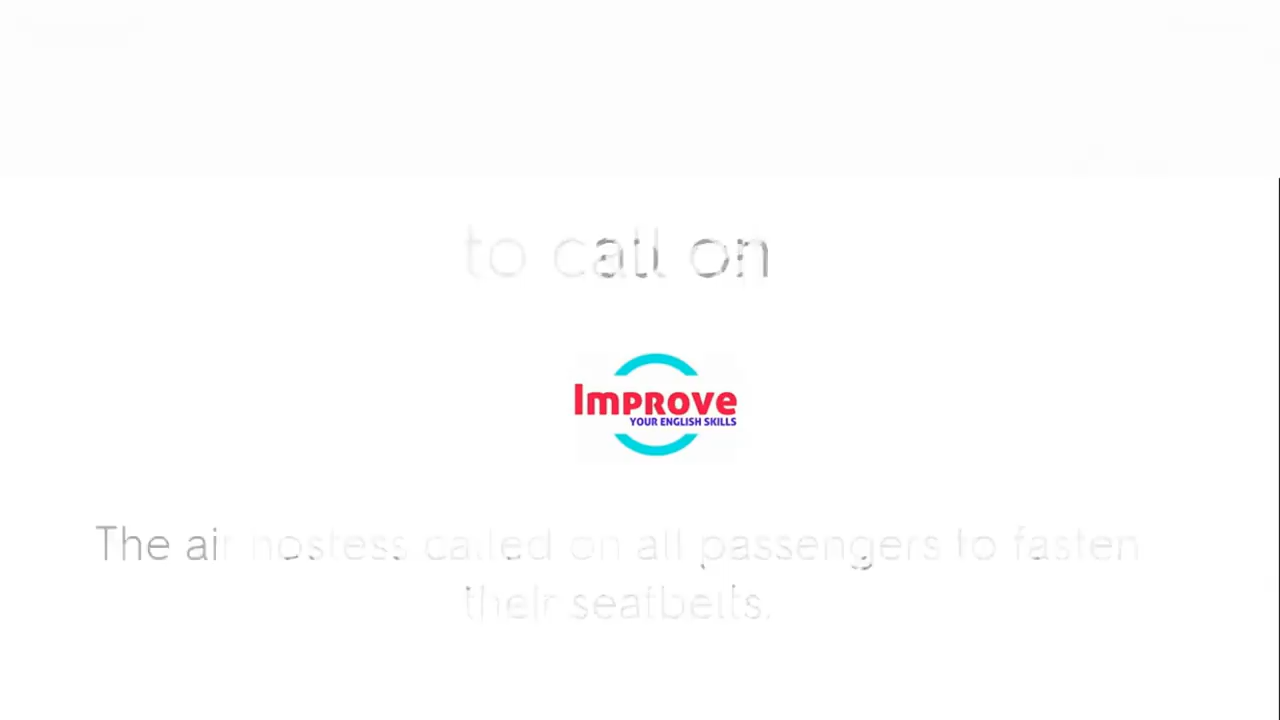 to call on
Improve
YOUR ENGLISH SKILLS
The air hostess called on all passengers to fasten
their seatbelts.